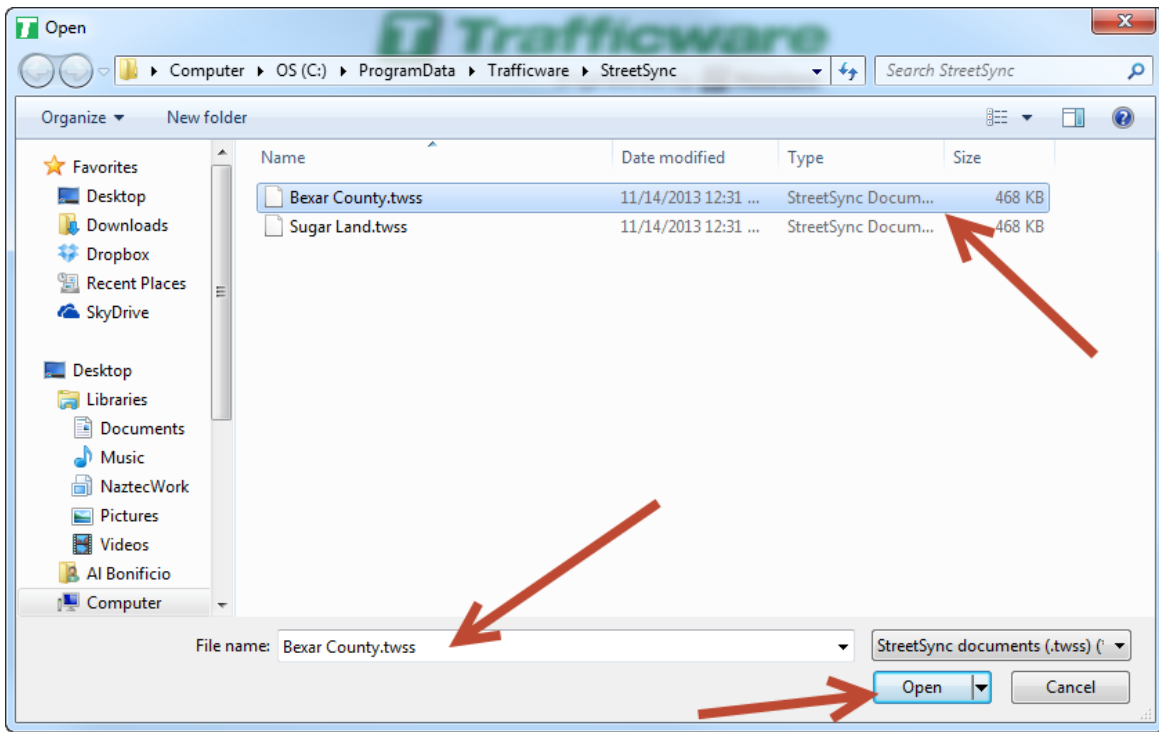 Open
Trafficware
Computer OS (C:) ProgramData Trafficware StreetSync Search StreetSync
Organize New folder
Name Date modified Type Size
Bexar County.twss 11/14/2013 12:31 ... StreetSync Docum... 468 KB
Sugar Land.twss 11/14/2013 12:31 ... StreetSync Docum... 468 KB
Favorites
Desktop
Downloads
Dropbox
Recent Places
SkyDrive
Desktop
Libraries
Documents
Music
NaztecWork
Pictures
Videos
Al Bonificio
Computer
File name: Bexar County.twss StreetSync documents (.twss) ('
Open Cancel